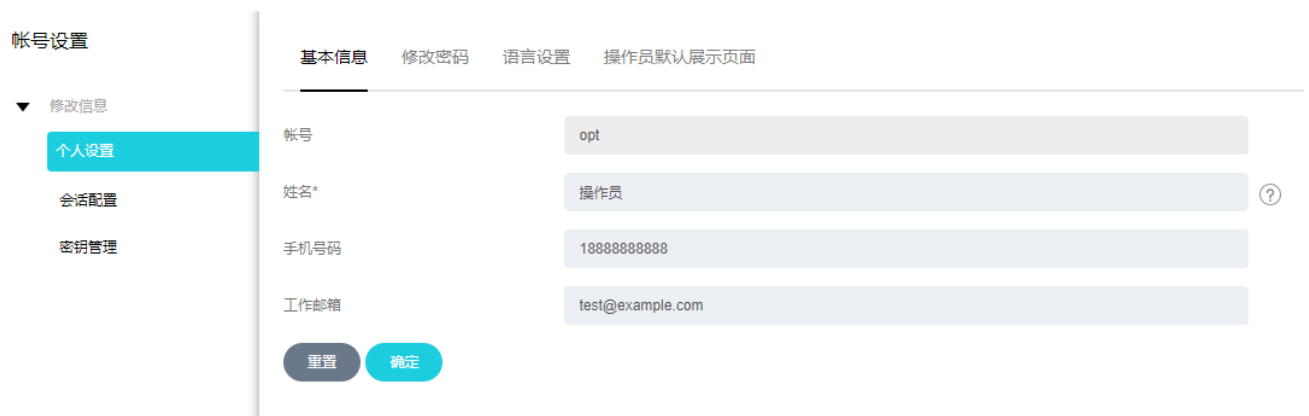 帐号设置
修改信息
个人设置
会话配置
密钥管理
基本信息 修改密码 语言设置 操作员默认展示页面
帐号 opt
姓名* 操作员 ?
手机号码 18888888888
工作邮箱 test@example.com
重置 确定